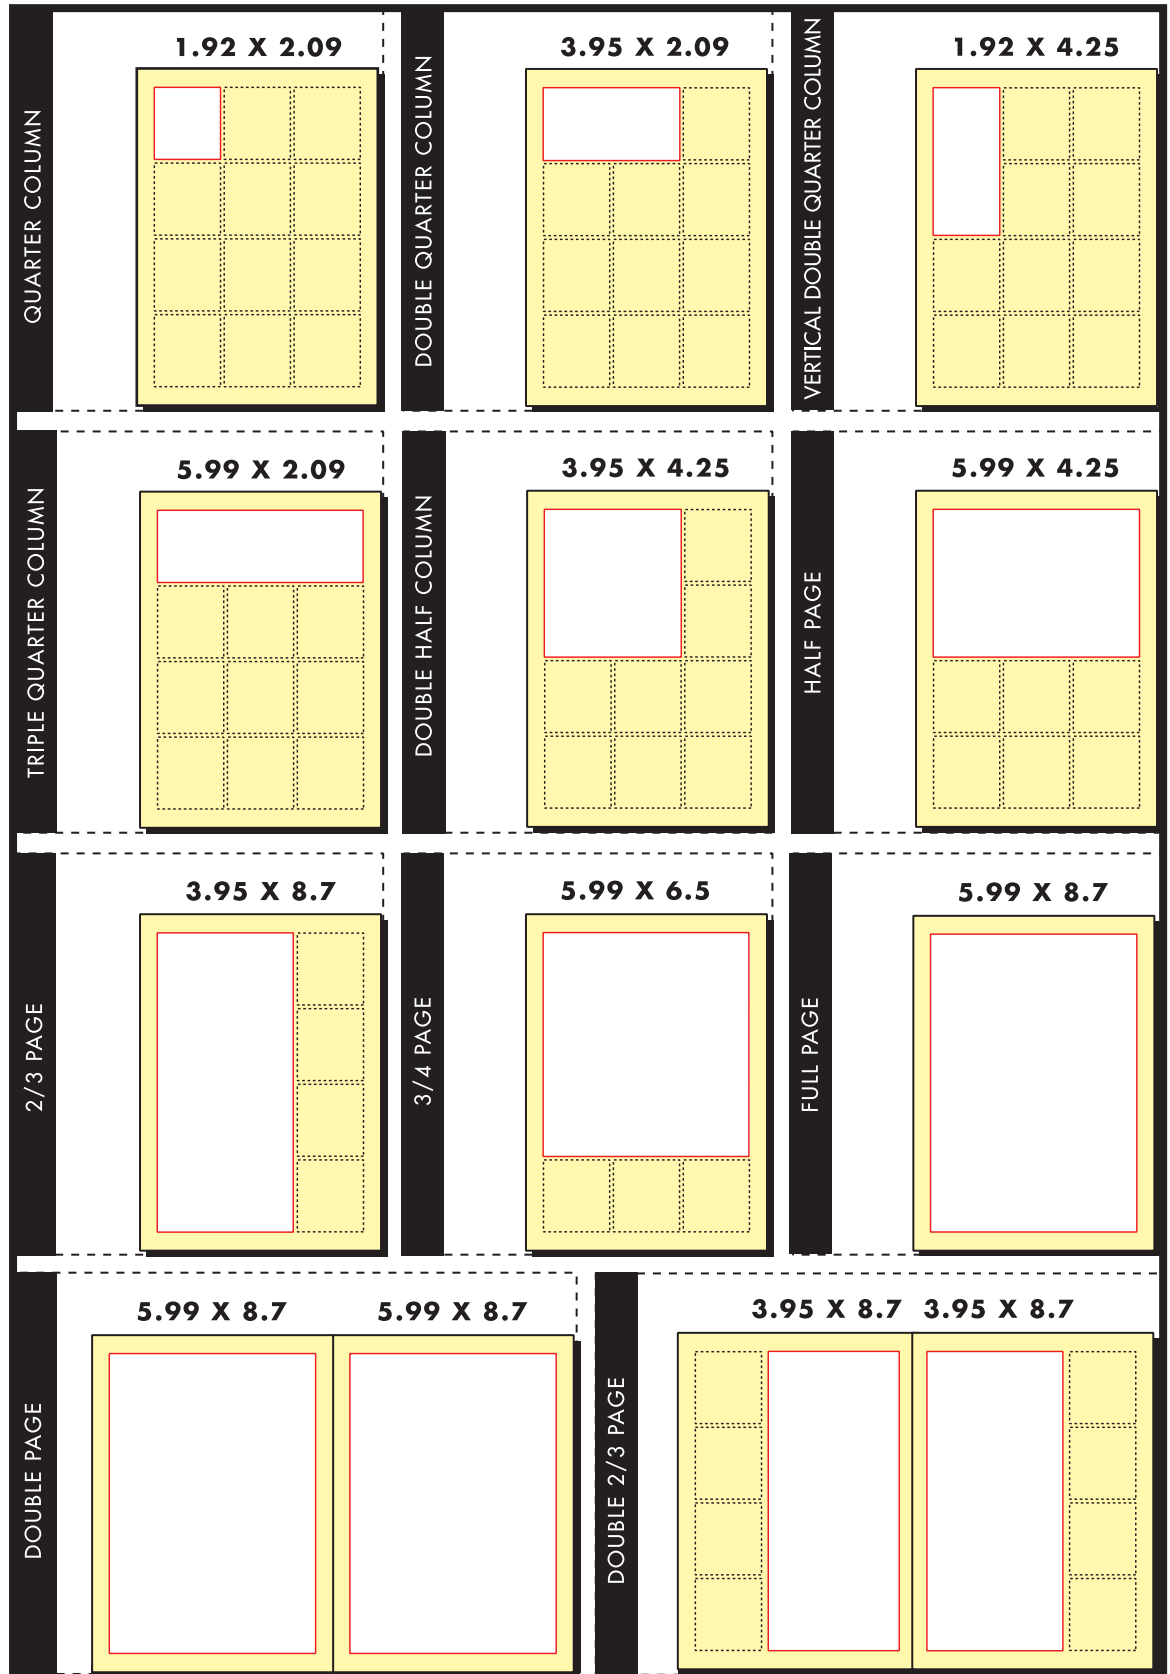 QUARTER COLUMN
1.92 X 2.09
DOUBLE QUARTER COLUMN
3.95 X 2.09
VERTICAL DOUBLE QUARTER COLUMN
1.92 X 4.25
TRIPLE QUARTER COLUMN
5.99 X 2.09
DOUBLE HALF COLUMN
3.95 X 4.25
HALF PAGE
5.99 X 4.25
2/3 PAGE
3.95 X 8.7
3/4 PAGE
5.99 X 6.5
FULL PAGE
5.99 X 8.7
DOUBLE PAGE
5.99 X 8.7
5.99 X 8.7
DOUBLE 2/3 PAGE
3.95 X 8.7
3.95 X 8.7